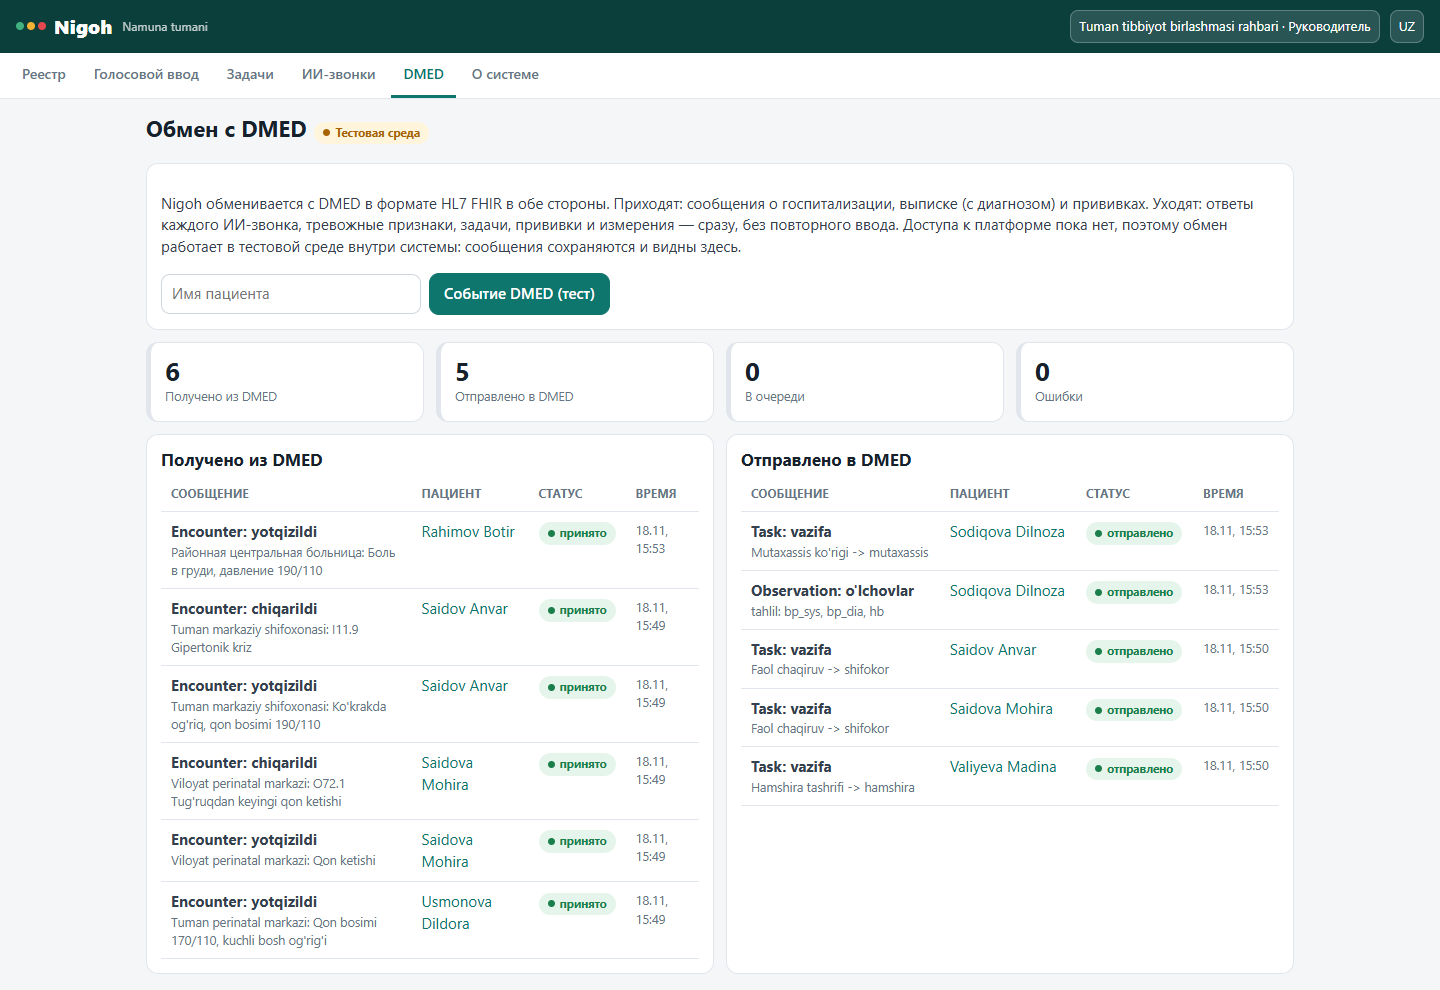 Nigoh Namuna tumani
Tuman tibbiyot birlashmasi rahbari · Руководитель
UZ
Реестр Голосовой ввод Задачи ИИ-звонки DMED О системе
Обмен с DMED Тестовая среда
Nigoh обменивается с DMED в формате HL7 FHIR в обе стороны. Приходят: сообщения о госпитализации, выписке (с диагнозом) и прививках. Уходят: ответы
каждого ИИ-звонка, тревожные признаки, задачи, прививки и измерения — сразу, без повторного ввода. Доступа к платформе пока нет, поэтому обмен
работает в тестовой среде внутри системы: сообщения сохраняются и видны здесь.
Имя пациента Событие DMED (тест)
6
Получено из DMED
5
Отправлено в DMED
0
В очереди
0
Ошибки
Получено из DMED
СООБЩЕНИЕ ПАЦИЕНТ СТАТУС ВРЕМЯ
Encounter: yotqizildi Rahimov Botir принято 18.11,
15:53
Районная центральная больница: Боль
в груди, давление 190/110
Encounter: chiqarildi Saidov Anvar принято 18.11,
15:49
Tuman markaziy shifoxonasi: I11.9
Gipertonik kriz
Encounter: yotqizildi Saidov Anvar принято 18.11,
15:49
Tuman markaziy shifoxonasi: Ko'krakda
og'riq, qon bosimi 190/110
Encounter: chiqarildi Saidova
Mohira принято 18.11,
15:49
Viloyat perinatal markazi: O72.1
Tug'ruqdan keyingi qon ketishi
Encounter: yotqizildi Saidova
Mohira принято 18.11,
15:49
Viloyat perinatal markazi: Qon ketishi
Encounter: yotqizildi Usmonova
Dildora принято 18.11,
15:49
Tuman perinatal markazi: Qon bosimi
170/110, kuchli bosh og'rig'i
Отправлено в DMED
СООБЩЕНИЕ ПАЦИЕНТ СТАТУС ВРЕМЯ
Task: vazifa Sodiqova Dilnoza отправлено 18.11, 15:53
Mutaxassis ko'rigi -> mutaxassis
Observation: o'lchovlar Sodiqova Dilnoza отправлено 18.11, 15:53
tahlil: bp_sys, bp_dia, hb
Task: vazifa Saidov Anvar отправлено 18.11, 15:50
Faol chaqiruv -> shifokor
Task: vazifa Saidova Mohira отправлено 18.11, 15:50
Faol chaqiruv -> shifokor
Task: vazifa Valiyeva Madina отправлено 18.11, 15:50
Hamshira tashrifi -> hamshira